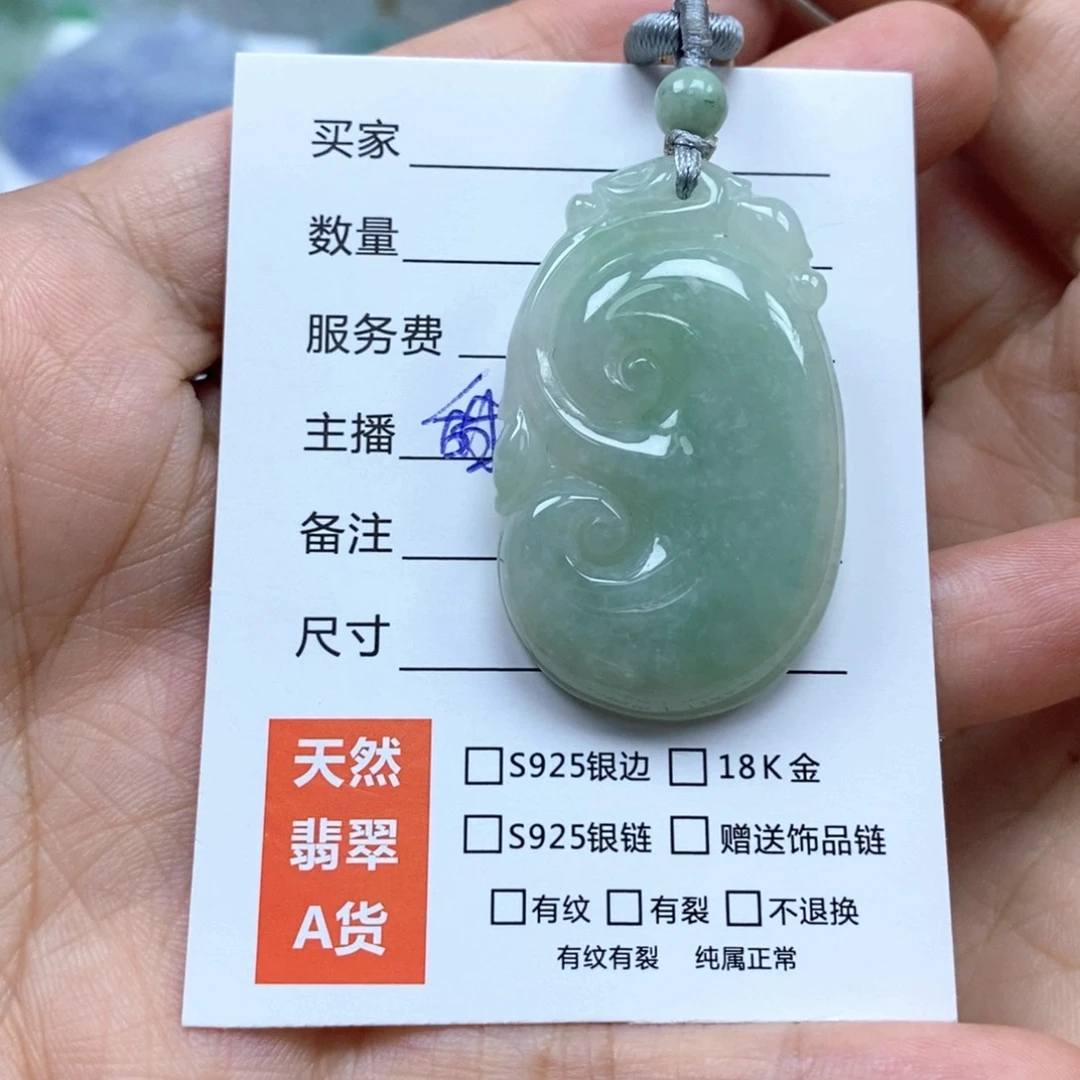 买家
数量
服务费
主播
备注
尺寸
天然
翡翠
A货
□S925银边 □18K金
□S925银链 □赠送饰品链
□有纹 □有裂 □不退换
有纹有裂 纯属正常